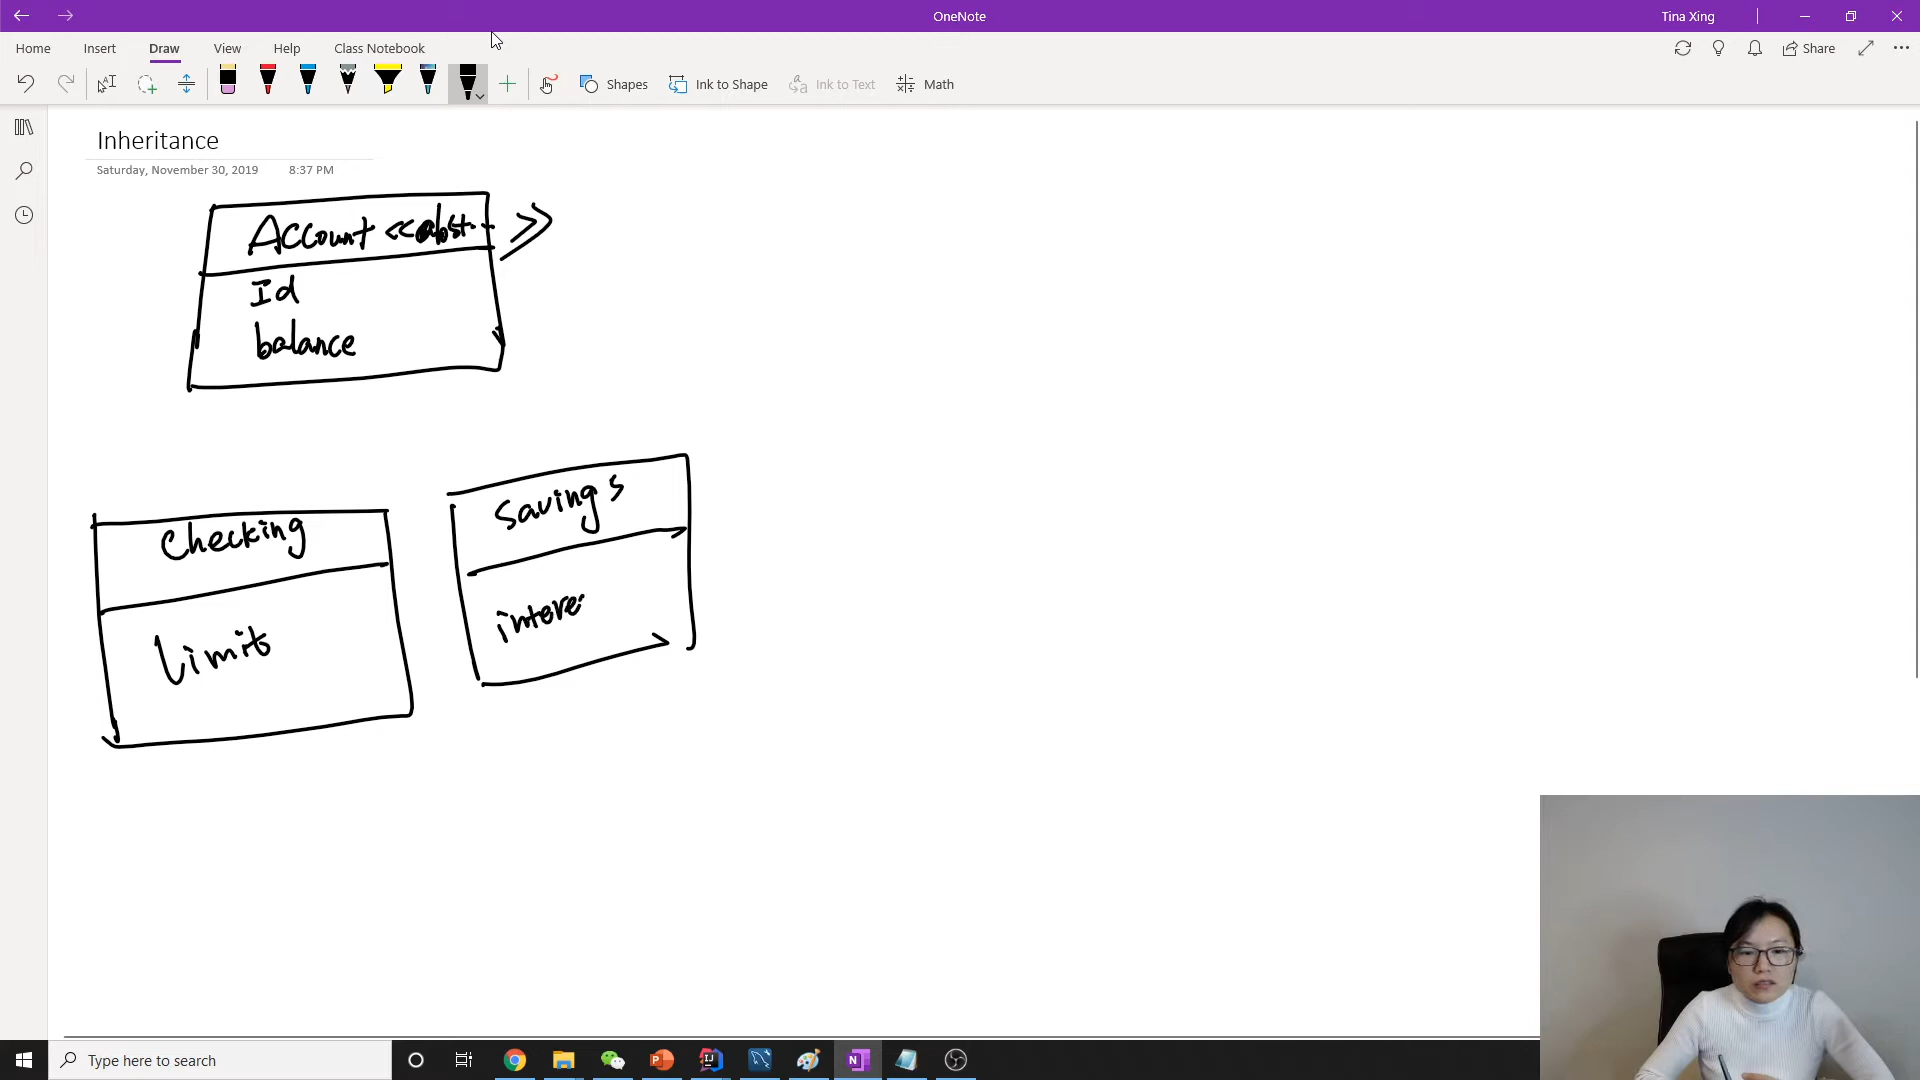 OneNote
Tina Xing
Home
Insert
Draw
View
Help
Class Notebook
Share
Shapes
Ink to Shape
Ink to Text
Math
Inheritance
Saturday, November 30, 2019
8:37 PM
Account <<abst-- >>
Id
balance
Checking
Limit
Savings
intere
Type here to search